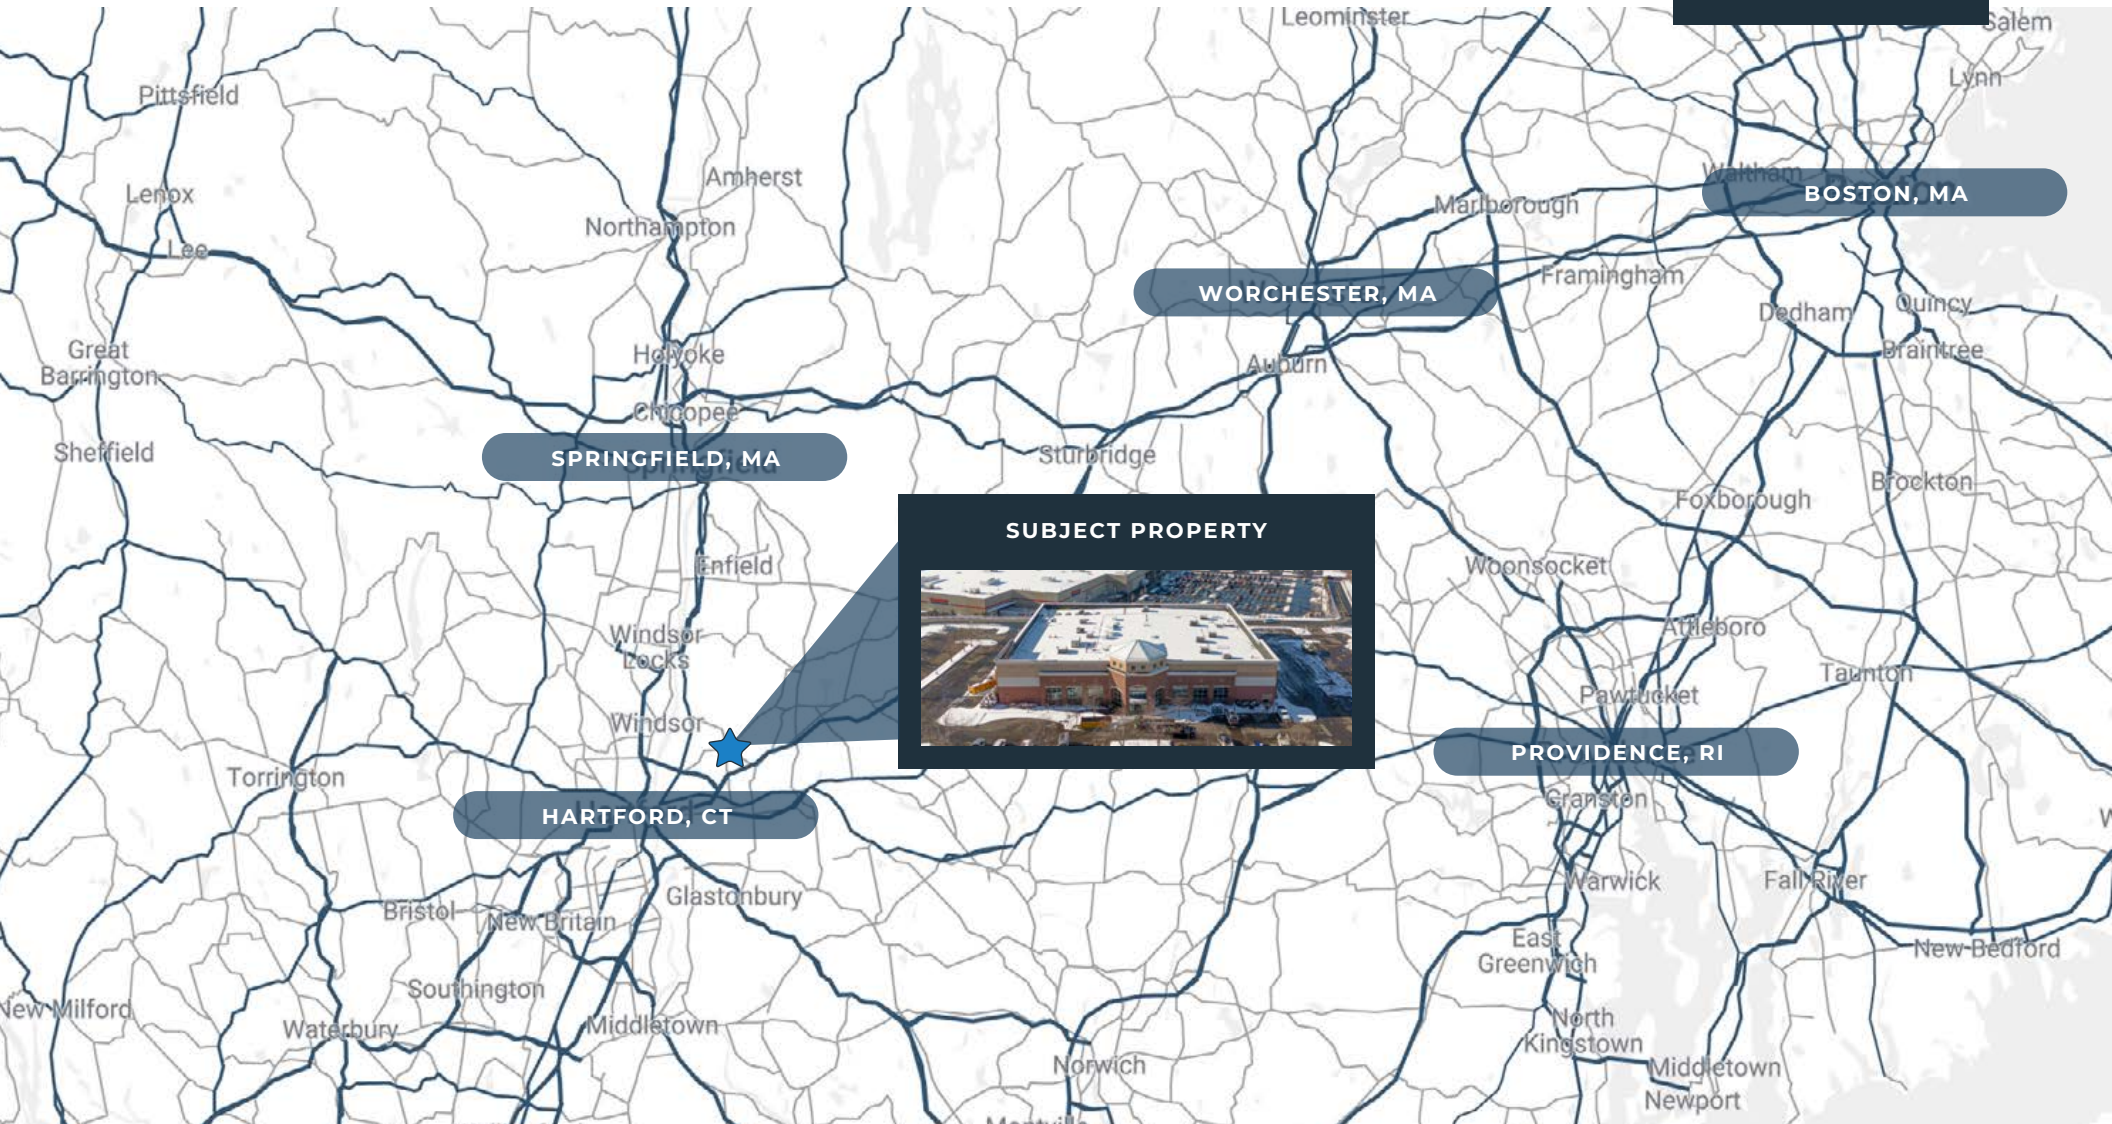 Leominster
Salem
Lynn
Pittsfield
Waltham
BOSTON, MA
Amherst
Lenox
Marlborough
Northampton
Lee
Framingham
WORCHESTER, MA
Quincy
Dedham
Great
Barrington
Holyoke
Braintree
Auburn
Chicopee
Sheffield
SPRINGFIELD, MA
Springfield
Sturbridge
Brockton
Foxborough
SUBJECT PROPERTY
Enfield
Woonsocket
Windsor
Locks
Attleboro
Taunton
Pawtucket
Windsor
PROVIDENCE, RI
Torrington
Cranston
HARTFORD, CT
Warwick
Fall River
Glastonbury
Bristol
New Britain
East
Greenwich
New Bedford
Southington
New Milford
Waterbury
Middletown
North
Kingstown
Norwich
Middletown
Newport